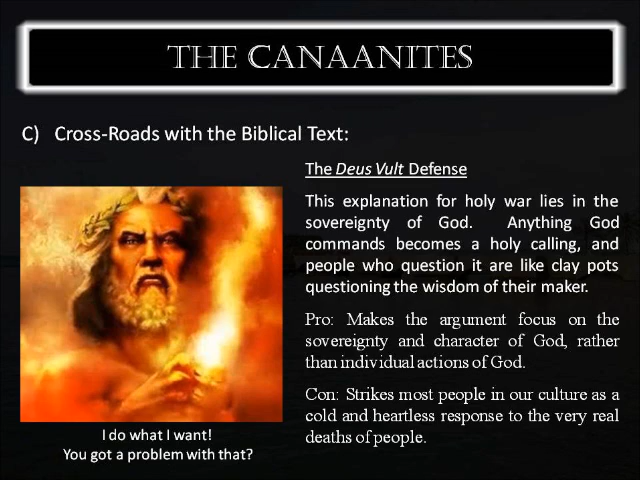 THE CANAANITES
C) Cross-Roads with the Biblical Text:
The Deus Vult Defense
This explanation for holy war lies in the
sovereignty of God. Anything God
commands becomes a holy calling, and
people who question it are like clay pots
questioning the wisdom of their maker.
Pro: Makes the argument focus on the
sovereignty and character of God, rather
than individual actions of God.
Con: Strikes most people in our culture as a
cold and heartless response to the very real
deaths of people.
I do what I want!
You got a problem with that?